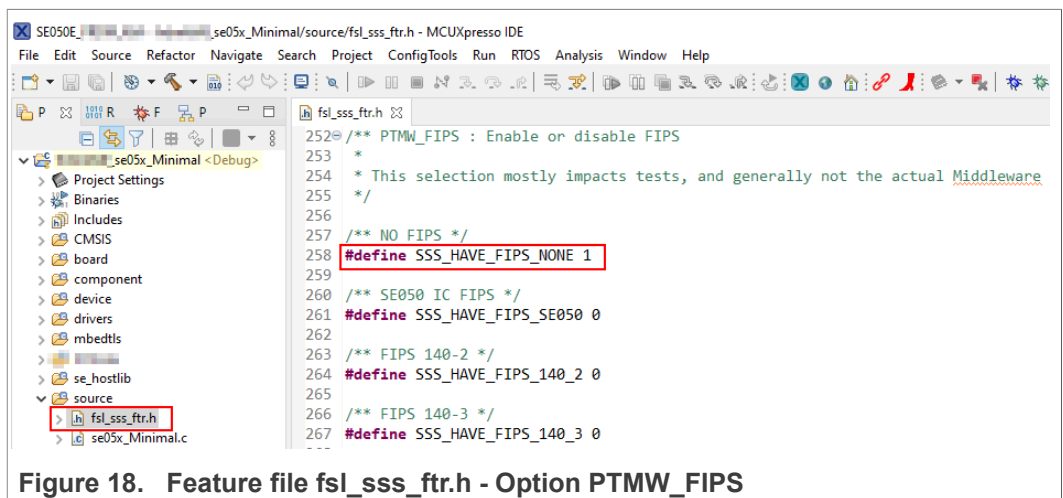 SE050E_ _se05x_Minimal/source/fsl_sss_ftr.h - MCUXpresso IDE
File Edit Source Refactor Navigate Search Project ConfigTools Run RTOS Analysis Window Help
P R F P
fsl_sss_ftr.h
_se05x_Minimal <Debug>
Project Settings
Binaries
Includes
CMSIS
board
component
device
drivers
mbedtls
se_hostlib
source
fsl_sss_ftr.h
se05x_Minimal.c
252 /** PTMW_FIPS : Enable or disable FIPS
253 *
254 * This selection mostly impacts tests, and generally not the actual Middleware
255 */
256
257 /** NO FIPS */
258 #define SSS_HAVE_FIPS_NONE 1
259
260 /** SE050 IC FIPS */
261 #define SSS_HAVE_FIPS_SE050 0
262
263 /** FIPS 140-2 */
264 #define SSS_HAVE_FIPS_140_2 0
265
266 /** FIPS 140-3 */
267 #define SSS_HAVE_FIPS_140_3 0
Figure 18. Feature file fsl_sss_ftr.h - Option PTMW_FIPS